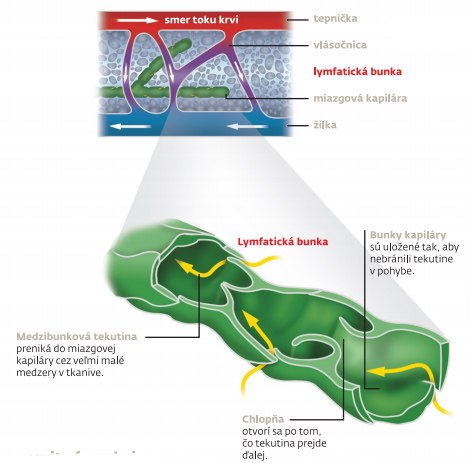 smer toku krvi
tepnička
vlásočnica
lymfatická bunka
miazgová kapilára
žilka
Lymfatická bunka
Bunky kapiláry
sú uložené tak, aby
nebránili tekutine
v pohybe.
Medzibunková tekutina
preniká do miazgovej
kapiláry cez veľmi malé
medzery v tkanive.
Chlopňa
otvorí sa po tom,
čo tekutina prejde
ďalej.